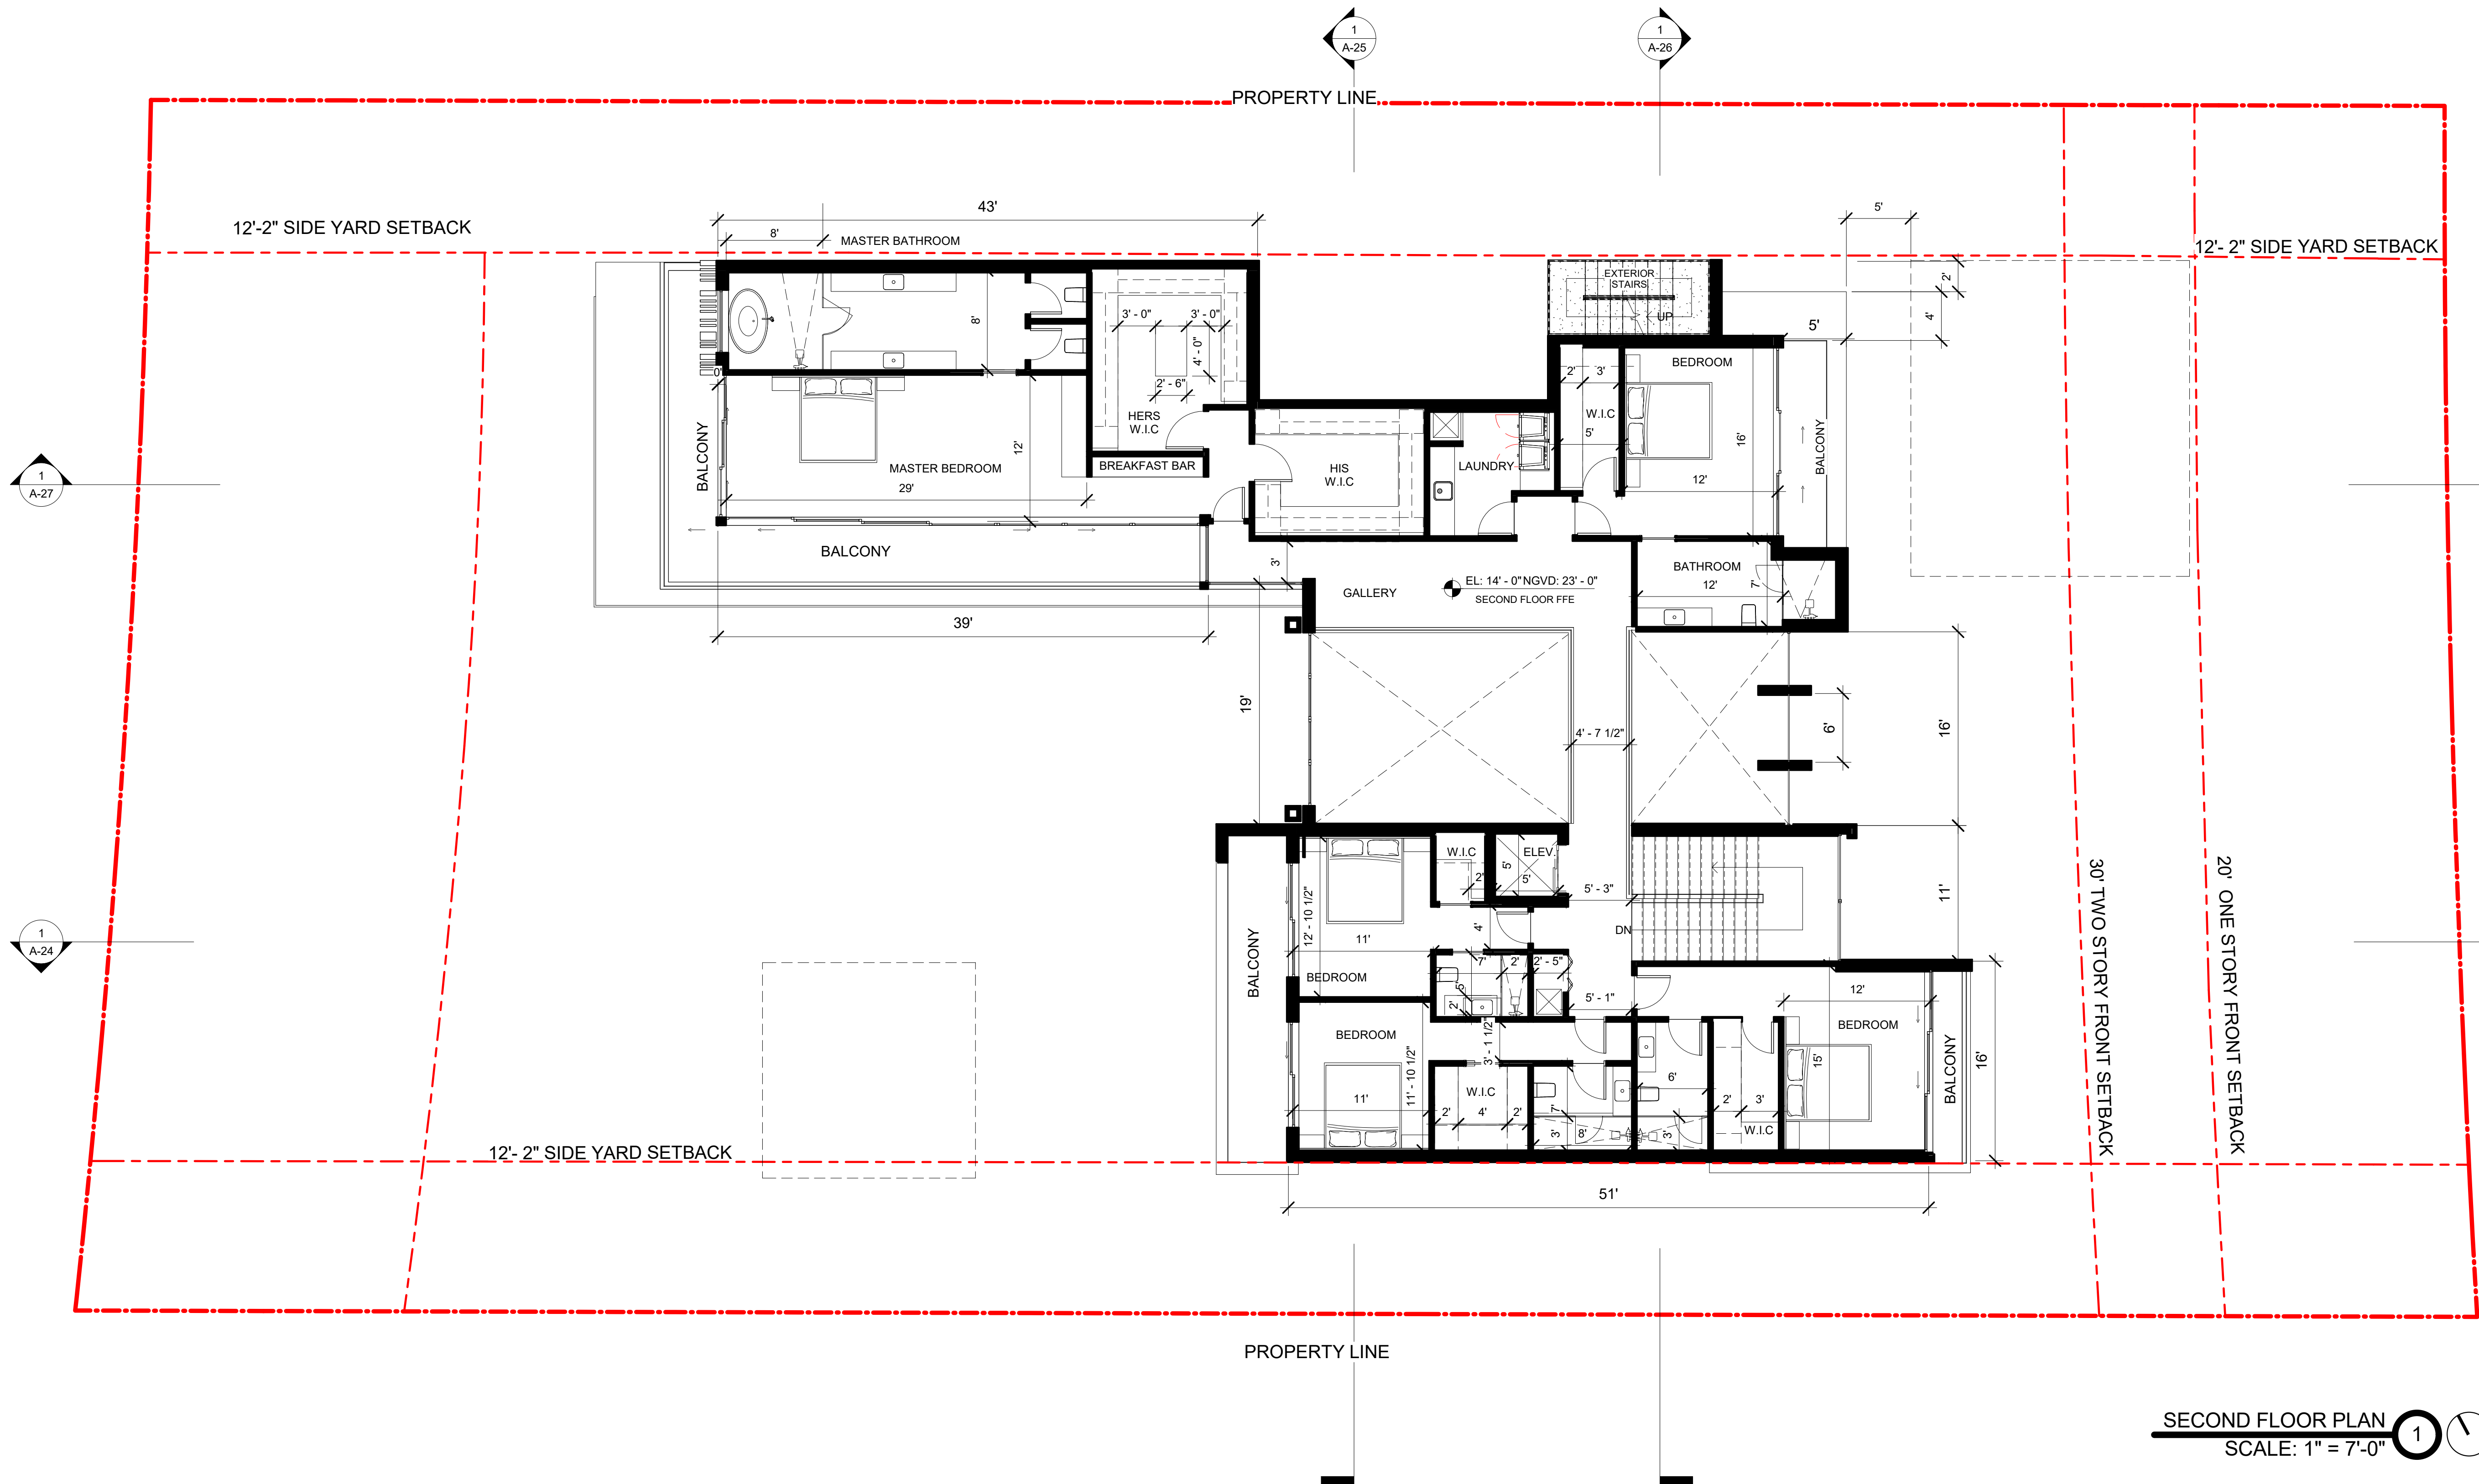 1
A-25
1
A-26
PROPERTY LINE
43'
5'
12'-2" SIDE YARD SETBACK
8'
MASTER BATHROOM
12'- 2" SIDE YARD SETBACK
EXTERIOR
STAIRS
UP
2'
4'
5'
8'
3' - 0"
3' - 0"
4' - 0"
2' - 6"
0'
BEDROOM
2'
3'
W.I.C
5'
16'
12'
BALCONY
HERS
W.I.C
BALCONY
12'
MASTER BEDROOM
29'
BREAKFAST BAR
HIS
W.I.C
LAUNDRY
1
A-27
BALCONY
3'
GALLERY
EL: 14' - 0" NGVD: 23' - 0"
SECOND FLOOR FFE
BATHROOM
12'
7'
39'
19'
4' - 7 1/2"
6'
16'
W.I.C
2'
ELEV.
5'
5'
5' - 3"
11'
12' - 10 1/2"
11'
BEDROOM
4'
DN
1
A-24
BALCONY
7'
2'
2' - 5"
5'
2'
5' - 1"
12'
BEDROOM
BEDROOM
3' - 1 1/2"
11' - 10 1/2"
11'
W.I.C
2'
4'
2'
7'
3'
8'
6'
3'
2'
3'
W.I.C
15'
BALCONY
16'
30' TWO STORY FRONT SETBACK
20' ONE STORY FRONT SETBACK
12'- 2" SIDE YARD SETBACK
51'
PROPERTY LINE
SECOND FLOOR PLAN
1
SCALE: 1" = 7'-0"